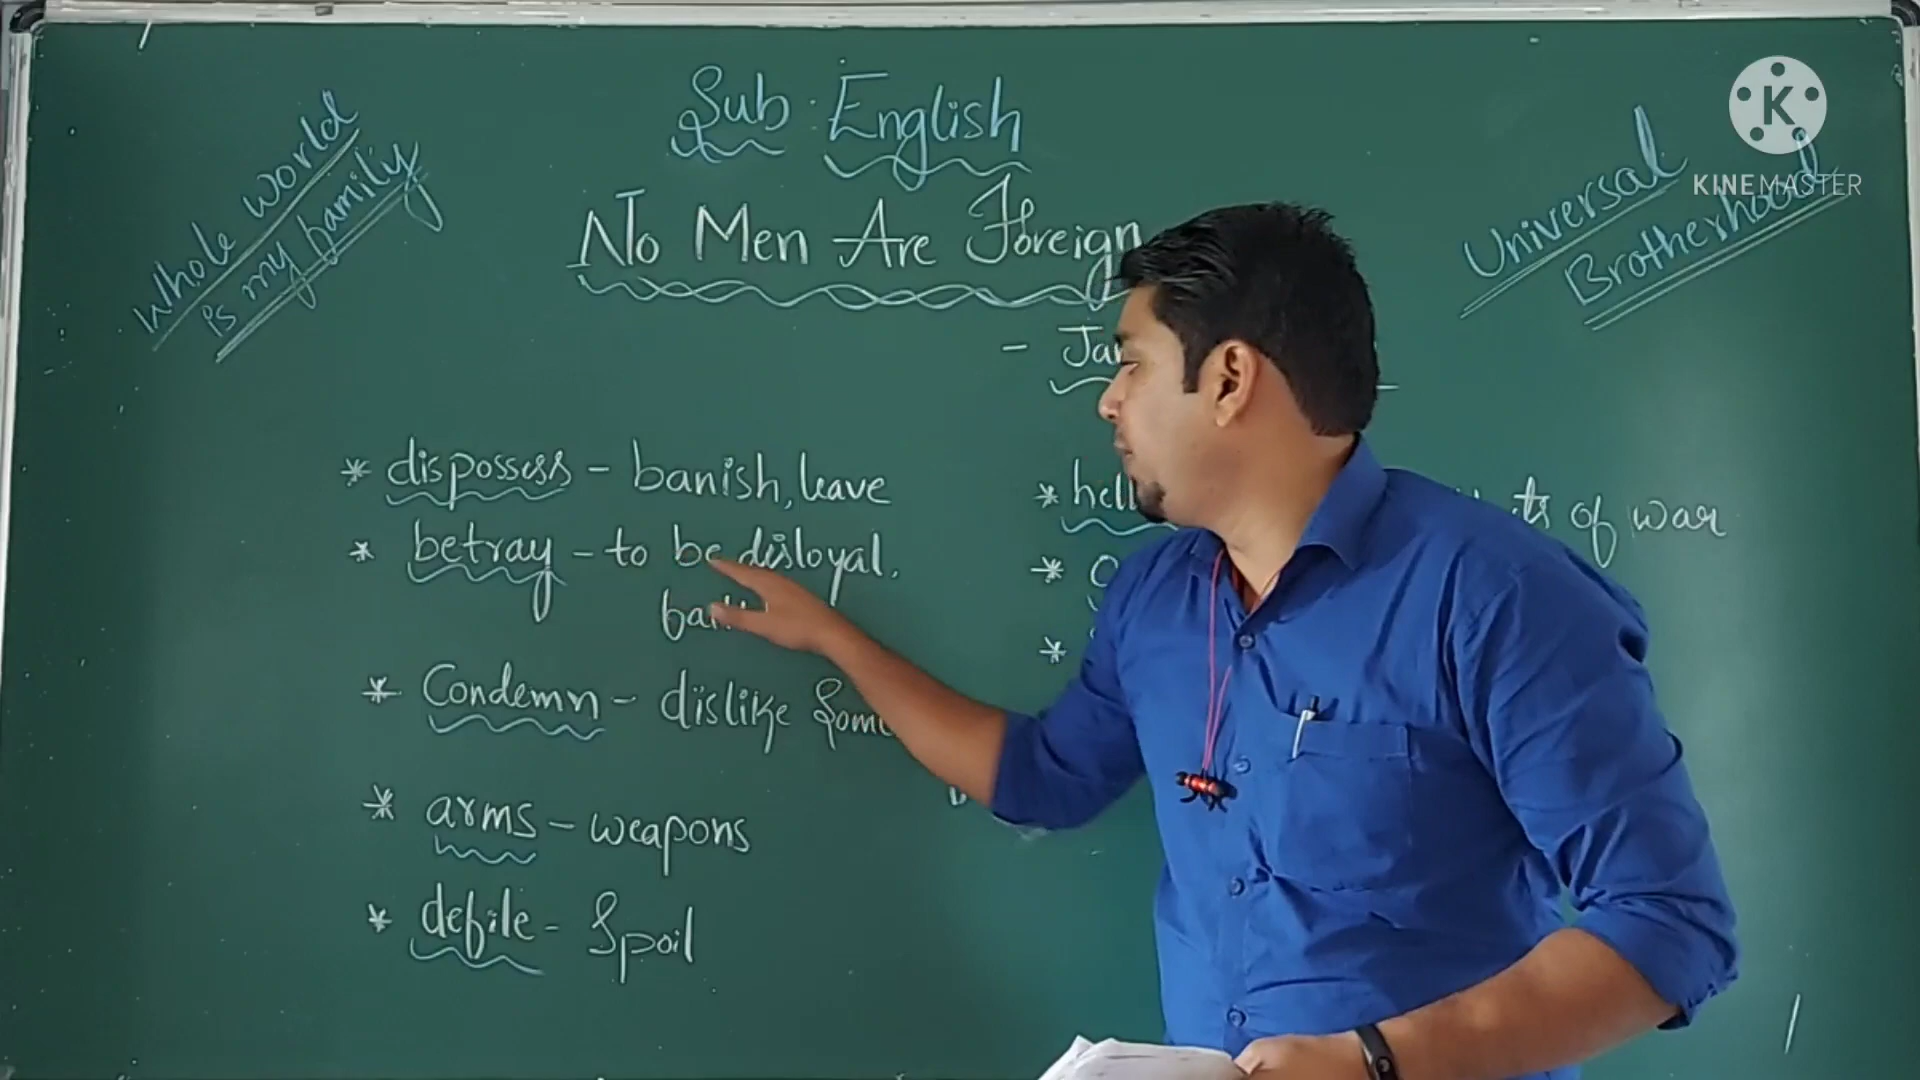 Sub : English
KINEMASTER
Whole world
is my family
Universal
Brotherhood
No Men Are Foreign
* dispossess - banish, leave
* betray - to be disloyal,
* Condemn - dislike
* arms - weapons
* defile - Spoil
*
of war
*
*